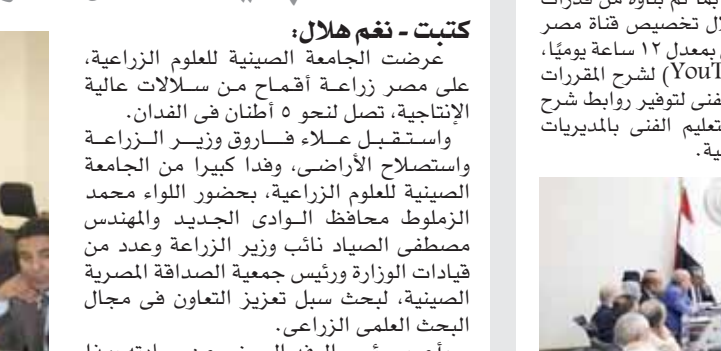 كتبت - نغم هلال:
عرضت الجامعة الصينية للعلوم الزراعية،
على مصر زراعة أقماح من سلالات عالية
الإنتاجية، تصل لنحو ٥ أطنان فى الفدان.
واستقبل علاء فاروق وزير الزراعة
واستصلاح الأراضى، وفدا كبيرا من الجامعة
الصينية للعلوم الزراعية، بحضور اللواء محمد
الزملوط محافظ الوادى الجديد والمهندس
مصطفى الصياد نائب وزير الزراعة وعدد من
قيادات الوزارة ورئيس جمعية الصداقة المصرية
الصينية، لبحث سبل تعزيز التعاون فى مجال
البحث العلمى الزراعى.
تخصيص قناة مصر
بمعدل ١٢ ساعة يوميًا،
لشرح المقررات
لتوفير روابط شرح
تعليم الفنى بالمديريات